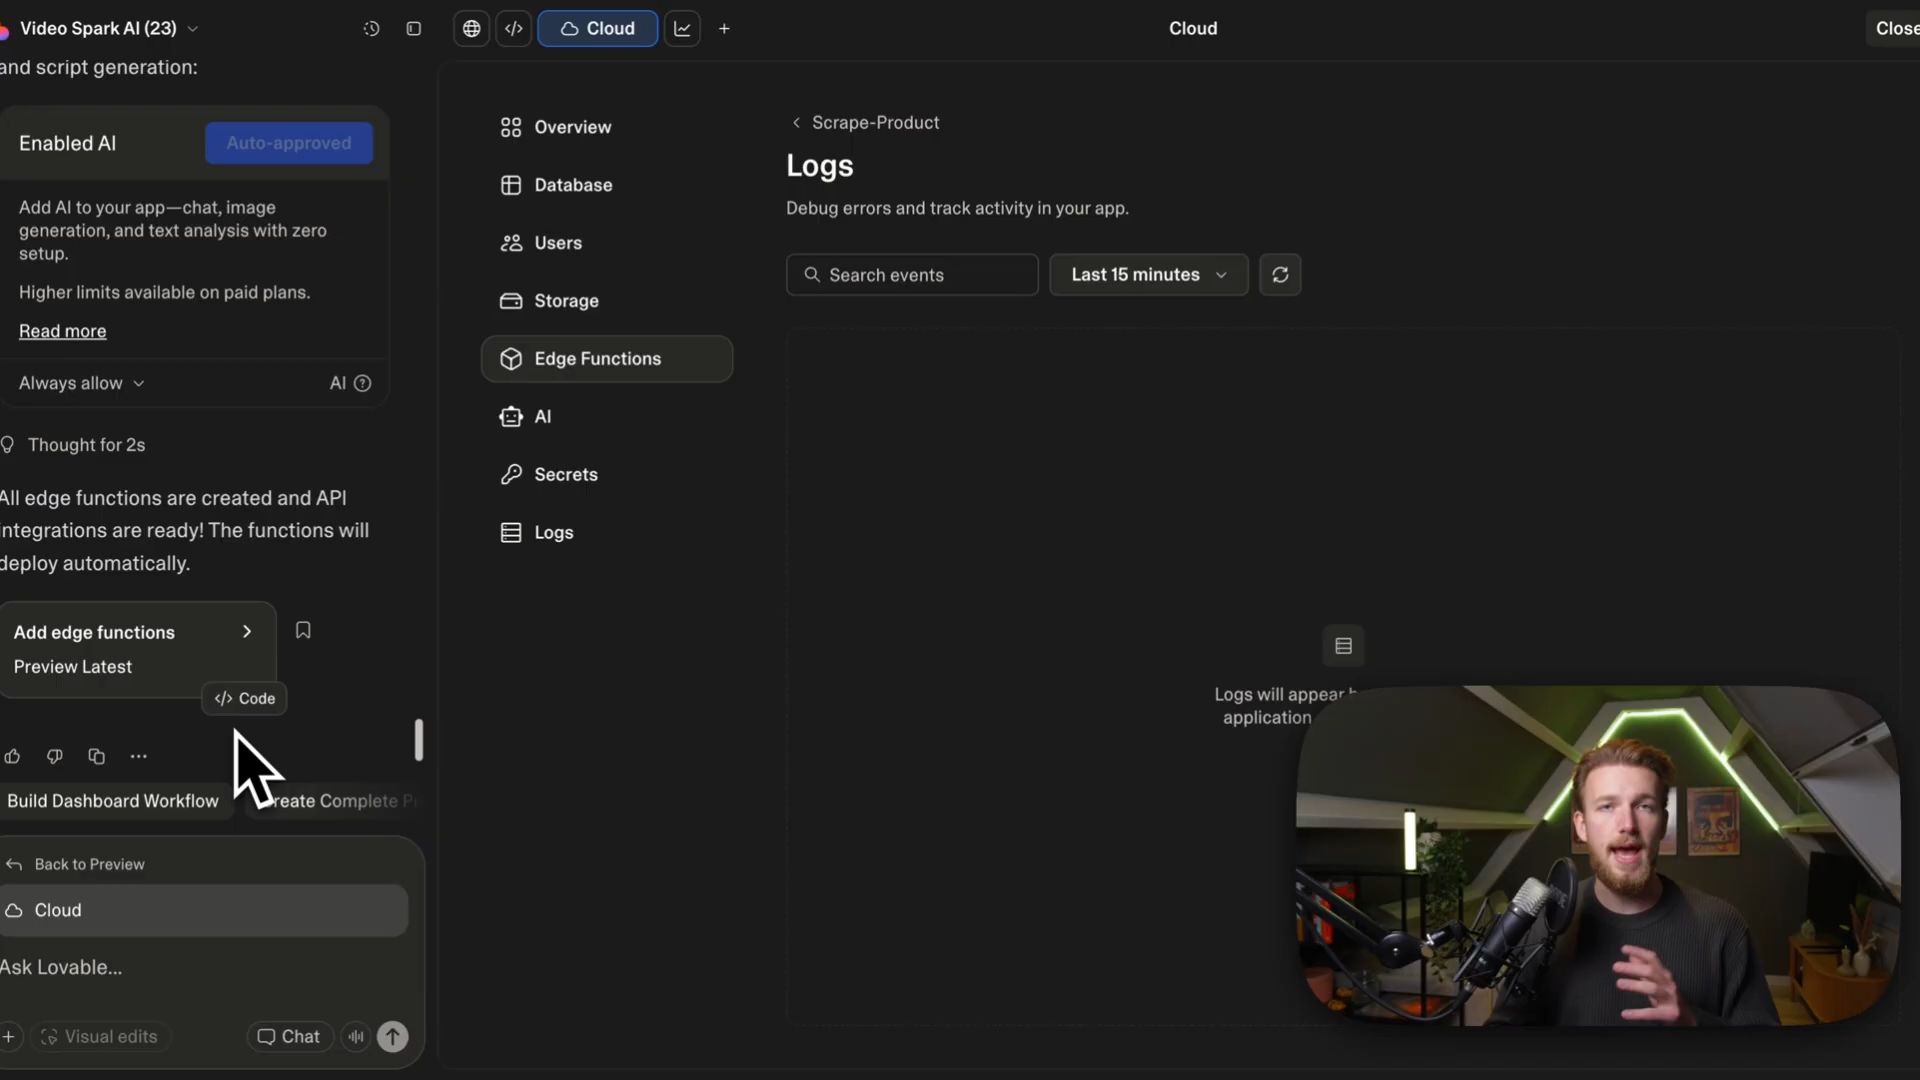 Video Spark AI (23)
Cloud
Cloud
Close
and script generation:
Enabled AI
Auto-approved
Add AI to your app—chat, image
generation, and text analysis with zero
setup.
Higher limits available on paid plans.
Read more
Always allow
AI
Thought for 2s
All edge functions are created and API
integrations are ready! The functions will
deploy automatically.
Add edge functions
Preview Latest
</> Code
Build Dashboard Workflow
Create Complete
Back to Preview
Cloud
Ask Lovable...
Visual edits
Chat
Overview
Database
Users
Storage
Edge Functions
AI
Secrets
Logs
Scrape-Product
Logs
Debug errors and track activity in your app.
Search events
Last 15 minutes
Logs will appear
application